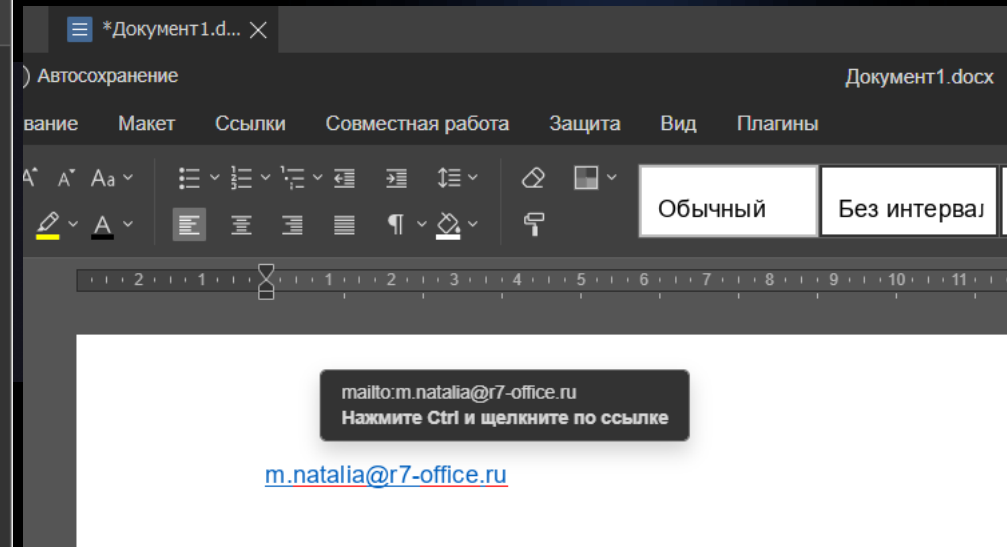 *Документ1.d...
Автосохранение
Документ1.docx
вание Макет Ссылки Совместная работа Защита Вид Плагины
Aa
A
Обычный
Без интервал
2 1 1 2 3 4 5 6 7 8 9 10 11
mailto:m.natalia@r7-office.ru
Нажмите Ctrl и щелкните по ссылке
m.natalia@r7-office.ru